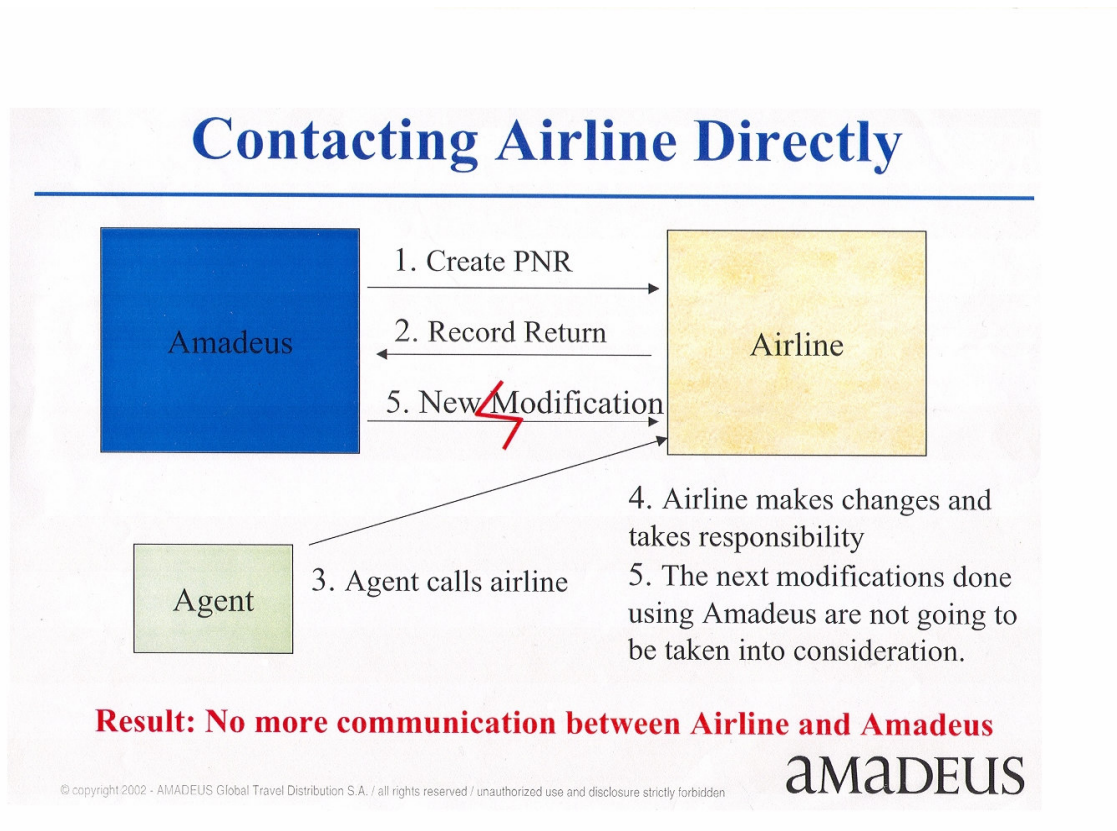 Contacting Airline Directly
1. Create PNR
2. Record Return
Amadeus
Airline
5. New Modification
4. Airline makes changes and
takes responsibility
3. Agent calls airline
5. The next modifications done
Agent
using Amadeus are not going to
be taken into consideration.
Result: No more communication between Airline and Amadeus
aMaDEUS
© copyright 2002 - AMADEUS Global Travel Distribution S.A. / all rights reserved / unauthorized use and disclosure strictly forbidden